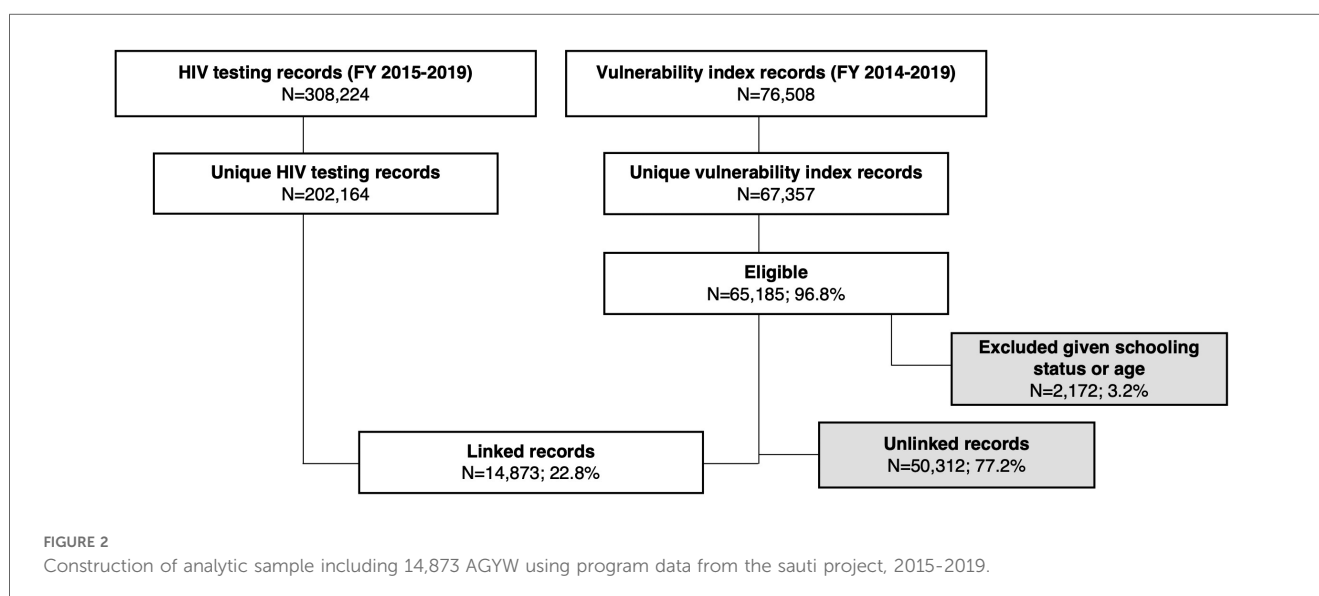 HIV testing records (FY 2015-2019)
N=308,224
Vulnerability index records (FY 2014-2019)
N=76,508
Unique HIV testing records
N=202,164
Unique vulnerability index records
N=67,357
Eligible
N=65,185; 96.8%
Excluded given schooling
status or age
N=2,172; 3.2%
Linked records
N=14,873; 22.8%
Unlinked records
N=50,312; 77.2%
FIGURE 2
Construction of analytic sample including 14,873 AGYW using program data from the sauti project, 2015-2019.